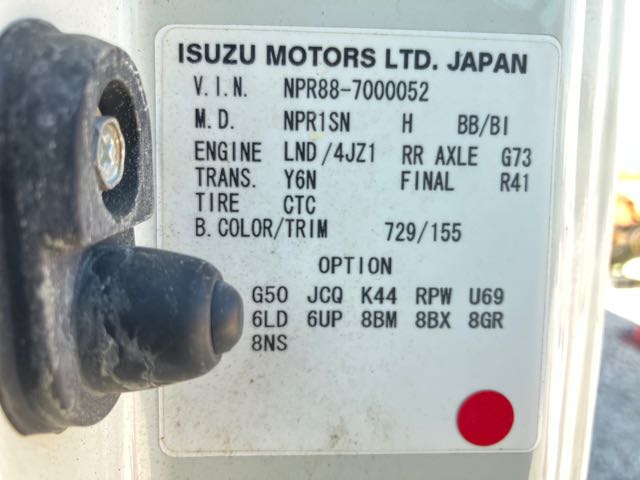 ISUZU MOTORS LTD. JAPAN
V.I.N. NPR88-7000052
M.D. NPR1SN H BB/BI
ENGINE LND/4JZ1 RR AXLE G73
TRANS. Y6N FINAL R41
TIRE CTC
B.COLOR/TRIM 729/155
OPTION
G50 JCQ K44 RPW U69
6LD 6UP 8BM 8BX 8GR
8NS